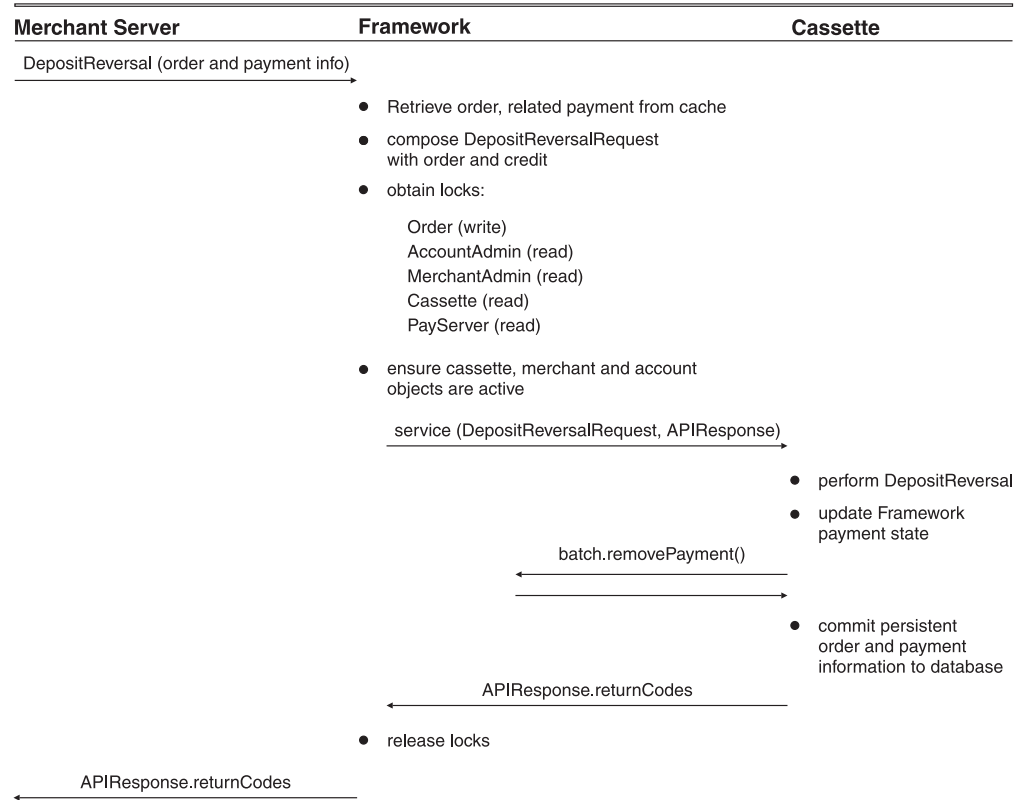 Merchant Server
Framework
Cassette
DepositReversal (order and payment info)
Retrieve order, related payment from cache
compose DepositReversalRequest
with order and credit
obtain locks:
Order (write)
AccountAdmin (read)
MerchantAdmin (read)
Cassette (read)
PayServer (read)
ensure cassette, merchant and account
objects are active
service (DepositReversalRequest, APIResponse)
perform DepositReversal
update Framework
payment state
batch.removePayment()
commit persistent
order and payment
information to database
APIResponse.returnCodes
release locks
APIResponse.returnCodes